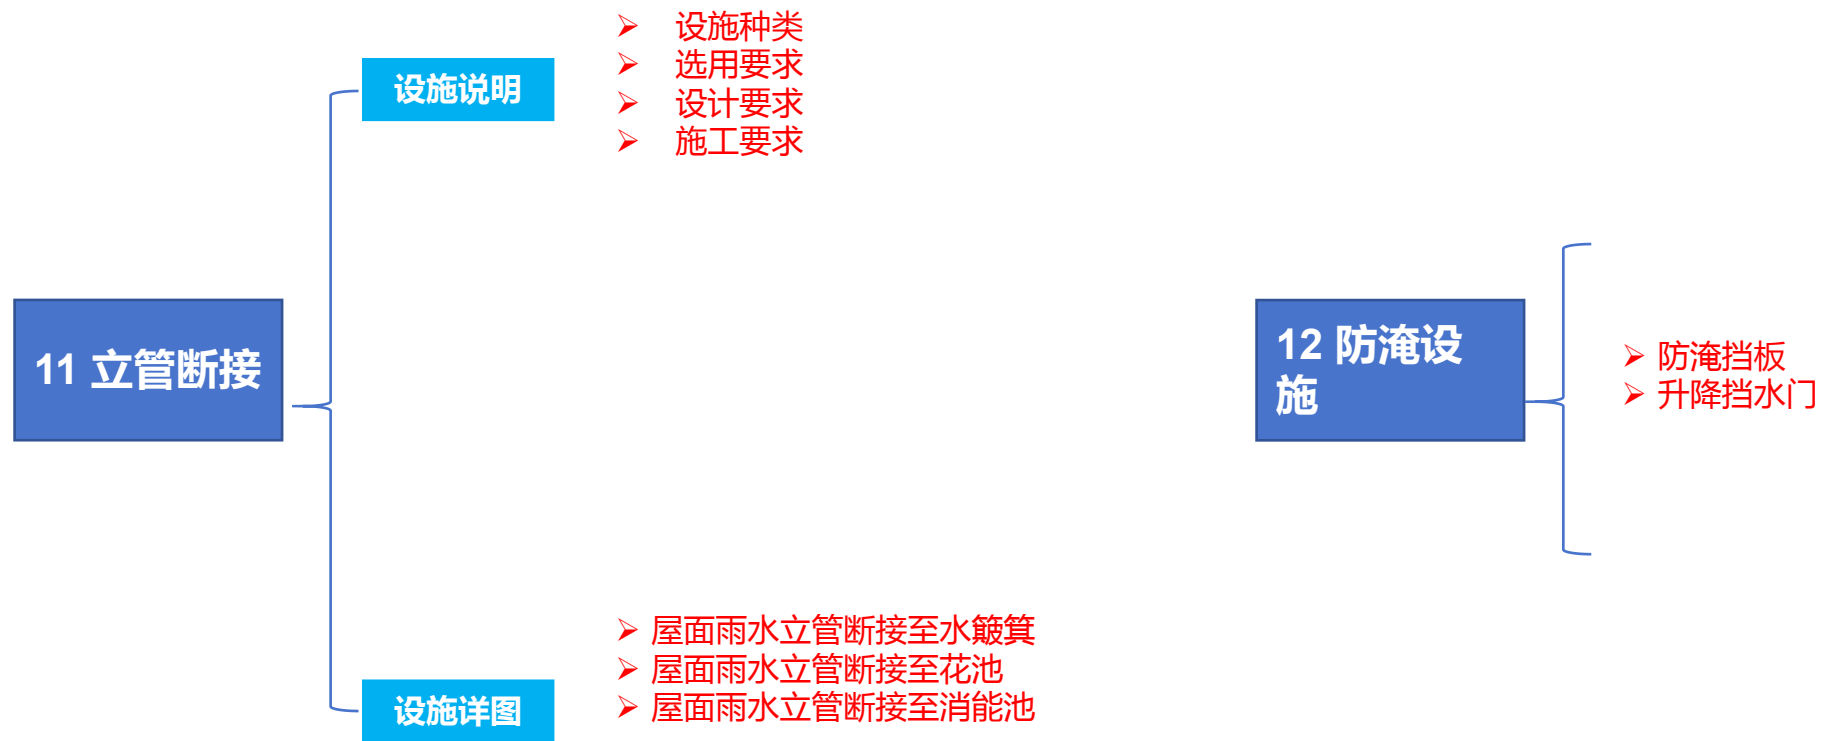 11 立管断接
设施说明
设施种类
选用要求
设计要求
施工要求
设施详图
屋面雨水立管断接至水簸箕
屋面雨水立管断接至花池
屋面雨水立管断接至消能池
12 防淹设
施
防淹挡板
升降挡水门